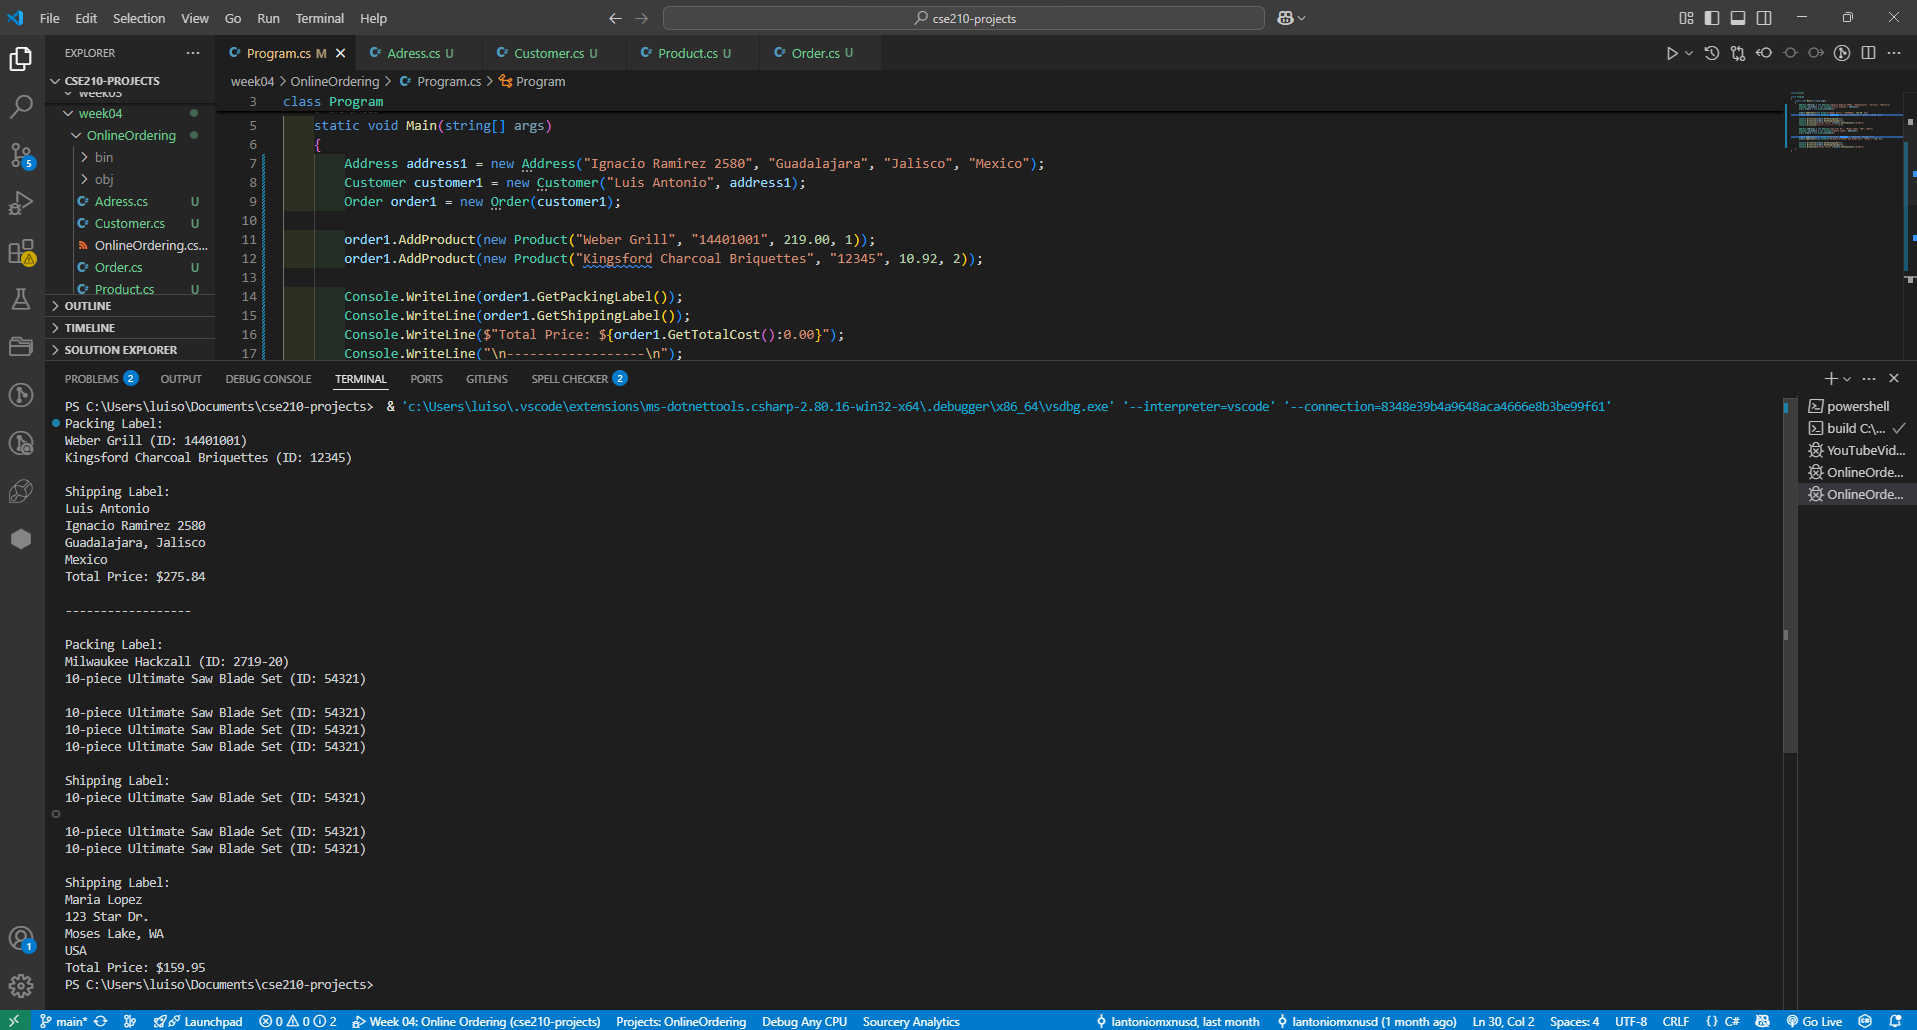 File Edit Selection View Go Run Terminal Help
cse210-projects
EXPLORER
CSE210-PROJECTS
week03
week04
OnlineOrdering
bin
obj
Adress.cs U
Customer.cs U
OnlineOrdering.cs...
Order.cs U
Product.cs U
OUTLINE
TIMELINE
SOLUTION EXPLORER
5
1
Program.cs M Adress.cs U Customer.cs U Product.cs U Order.cs U
week04 > OnlineOrdering > Program.cs > Program
3 class Program
5 static void Main(string[] args)
6 {
7 Address address1 = new Address("Ignacio Ramirez 2580", "Guadalajara", "Jalisco", "Mexico");
8 Customer customer1 = new Customer("Luis Antonio", address1);
9 Order order1 = new Order(customer1);
10
11 order1.AddProduct(new Product("Weber Grill", "14401001", 219.00, 1));
12 order1.AddProduct(new Product("Kingsford Charcoal Briquettes", "12345", 10.92, 2));
13
14 Console.WriteLine(order1.GetPackingLabel());
15 Console.WriteLine(order1.GetShippingLabel());
16 Console.WriteLine($"Total Price: ${order1.GetTotalCost():0.00}");
17 Console.WriteLine("\n------------------\n");
PROBLEMS 2 OUTPUT DEBUG CONSOLE TERMINAL PORTS GITLENS SPELL CHECKER 2
PS C:\Users\luiso\Documents\cse210-projects> & 'c:\Users\luiso\.vscode\extensions\ms-dotnettools.csharp-2.80.16-win32-x64\.debugger\x86_64\vsdbg.exe' '--interpreter=vscode' '--connection=8348e39b4a9648aca4666e8b3be99f61'
Packing Label:
Weber Grill (ID: 14401001)
Kingsford Charcoal Briquettes (ID: 12345)
Shipping Label:
Luis Antonio
Ignacio Ramirez 2580
Guadalajara, Jalisco
Mexico
Total Price: $275.84
------------------
Packing Label:
Milwaukee Hackzall (ID: 2719-20)
10-piece Ultimate Saw Blade Set (ID: 54321)
10-piece Ultimate Saw Blade Set (ID: 54321)
10-piece Ultimate Saw Blade Set (ID: 54321)
10-piece Ultimate Saw Blade Set (ID: 54321)
Shipping Label:
10-piece Ultimate Saw Blade Set (ID: 54321)
10-piece Ultimate Saw Blade Set (ID: 54321)
10-piece Ultimate Saw Blade Set (ID: 54321)
Shipping Label:
Maria Lopez
123 Star Dr.
Moses Lake, WA
USA
Total Price: $159.95
PS C:\Users\luiso\Documents\cse210-projects>
powershell
build C:\...
YouTubeVid...
OnlineOrde...
OnlineOrde...
main* Launchpad 0 0 2 Week 04: Online Ordering (cse210-projects) Projects: OnlineOrdering Debug Any CPU Sourcery Analytics lantoniomxnusd, last month lantoniomxnusd (1 month ago) Ln 30, Col 2 Spaces: 4 UTF-8 CRLF {} C# Go Live